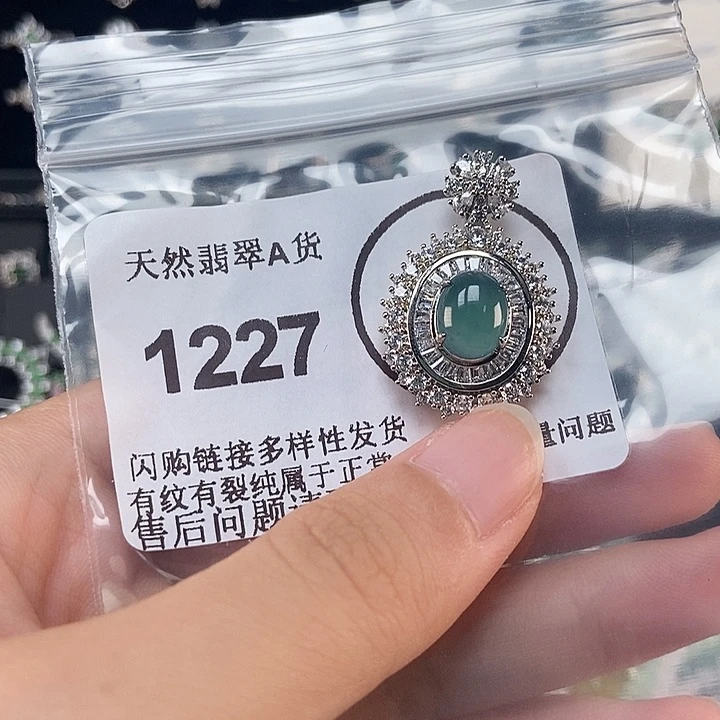 天然翡翠A货
1227
闪购链接多样性发货
量问题
有纹有裂纯属于正常
售后问题请